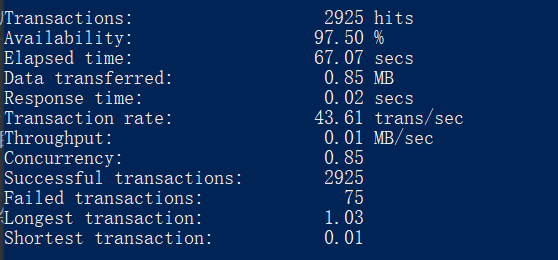 Transactions: 2925 hits
Availability: 97.50 %
Elapsed time: 67.07 secs
Data transferred: 0.85 MB
Response time: 0.02 secs
Transaction rate: 43.61 trans/sec
Throughput: 0.01 MB/sec
Concurrency: 0.85
Successful transactions: 2925
Failed transactions: 75
Longest transaction: 1.03
Shortest transaction: 0.01